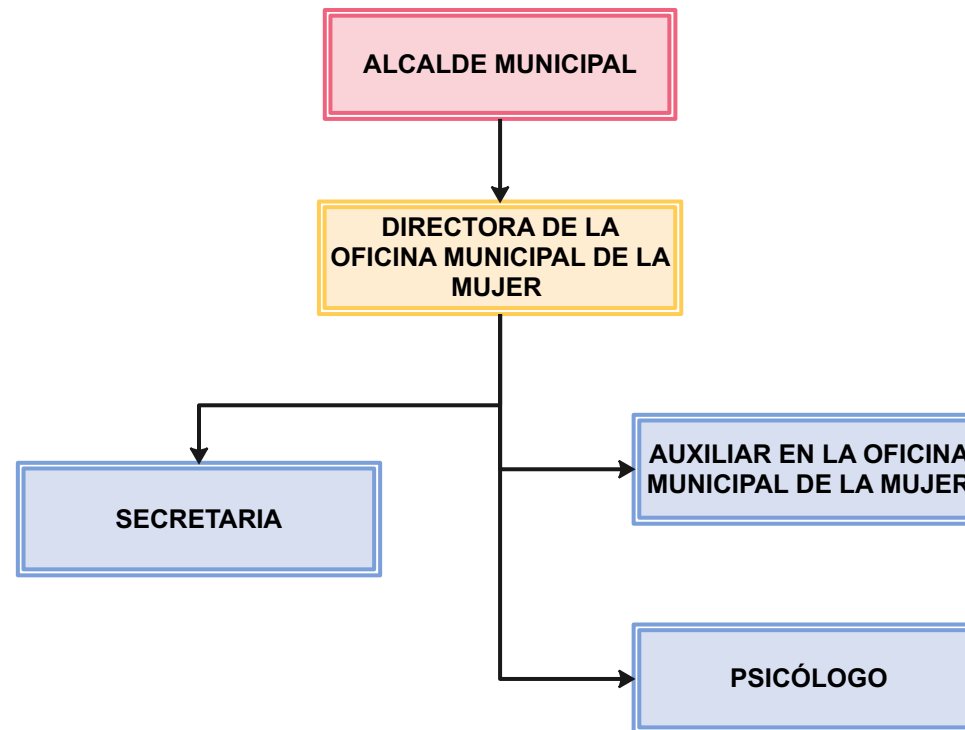 ALCALDE MUNICIPAL
DIRECTORA DE LA
OFICINA MUNICIPAL DE LA
MUJER
AUXILIAR EN LA OFICINA
MUNICIPAL DE LA MUJER
SECRETARIA
PSICÓLOGO